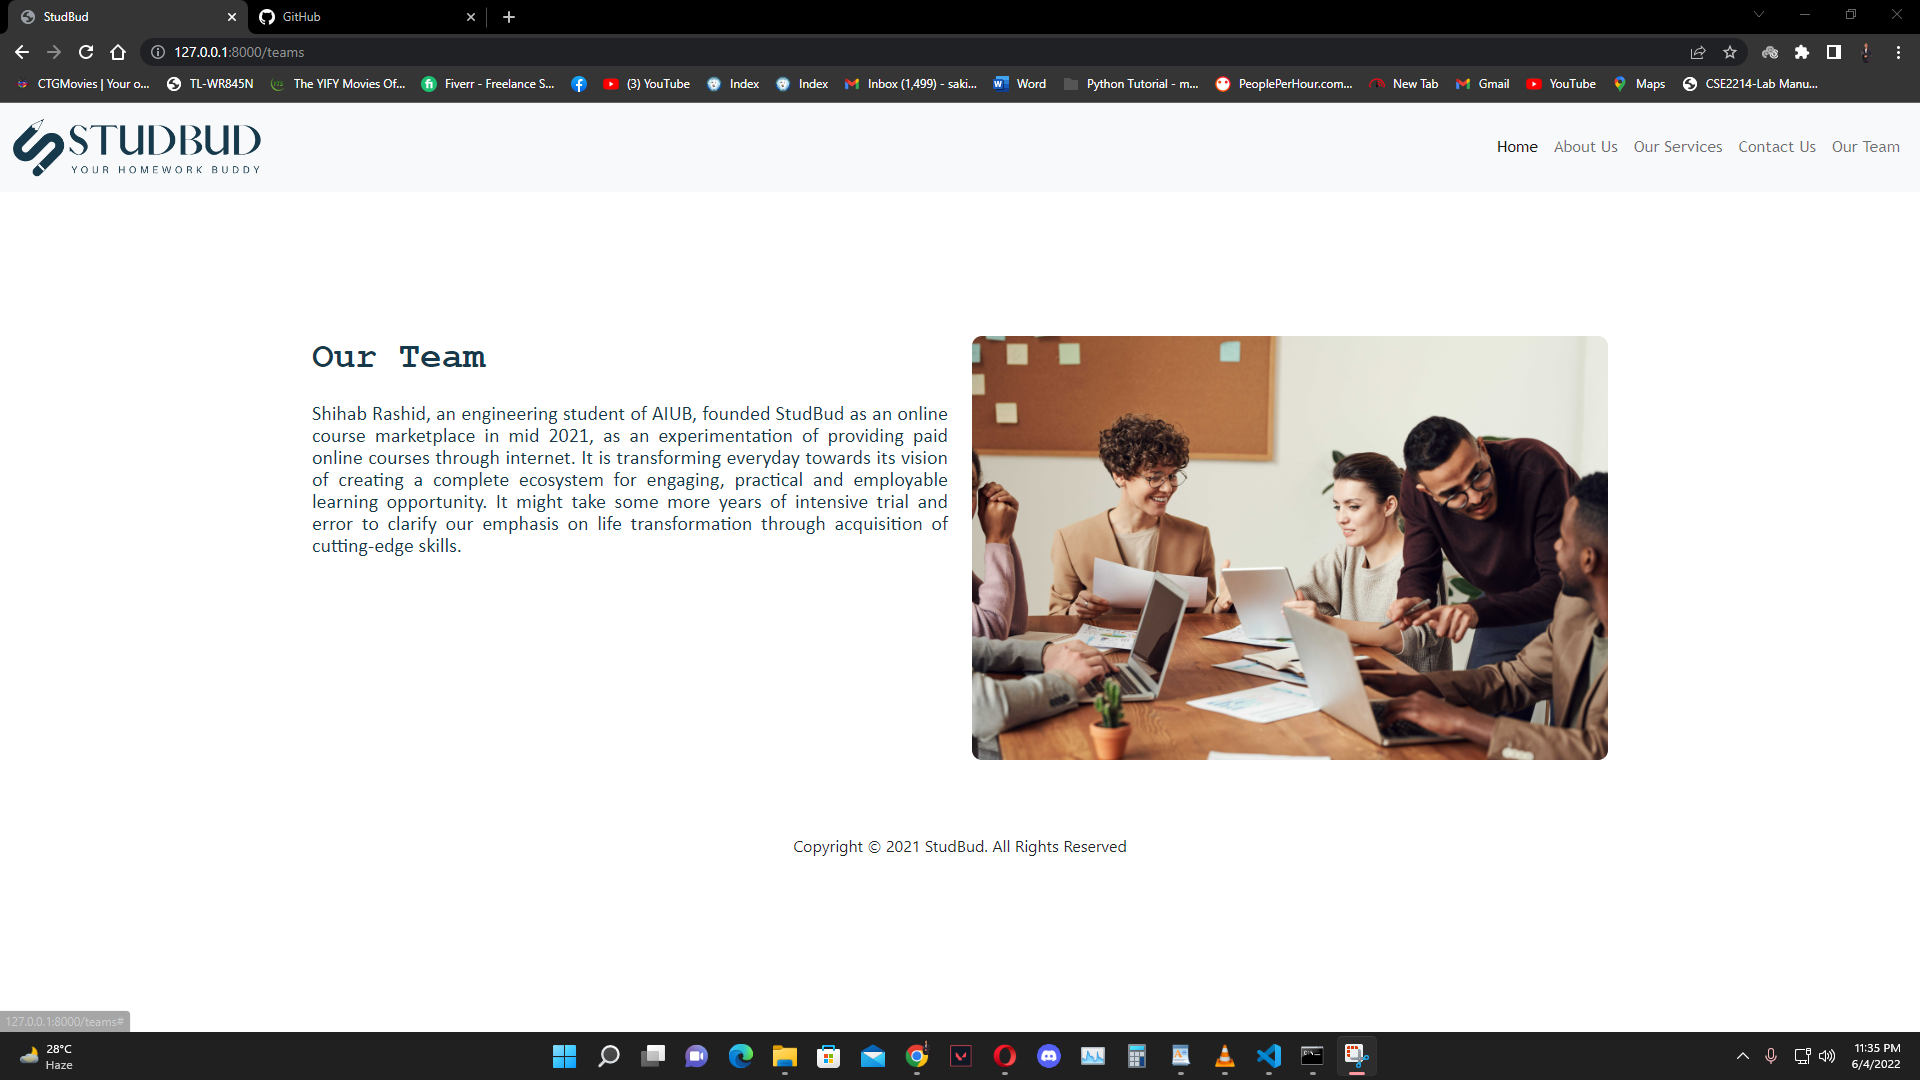 StudBud
GitHub
127.0.0.1:8000/teams
CTGMovies | Your o...
TL-WR845N
The YIFY Movies Of...
Fiverr - Freelance S...
(3) YouTube
Index
Index
Inbox (1,499) - saki...
Word
Python Tutorial - m...
PeoplePerHour.com...
New Tab
Gmail
YouTube
Maps
CSE2214-Lab Manu...
STUDBUD
YOUR HOMEWORK BUDDY
Home
About Us
Our Services
Contact Us
Our Team
Our Team
Shihab Rashid, an engineering student of AIUB, founded StudBud as an online
course marketplace in mid 2021, as an experimentation of providing paid
online courses through internet. It is transforming everyday towards its vision
of creating a complete ecosystem for engaging, practical and employable
learning opportunity. It might take some more years of intensive trial and
error to clarify our emphasis on life transformation through acquisition of
cutting-edge skills.
Copyright © 2021 StudBud. All Rights Reserved
127.0.0.1:8000/teams#
28°C
Haze
11:35 PM
6/4/2022